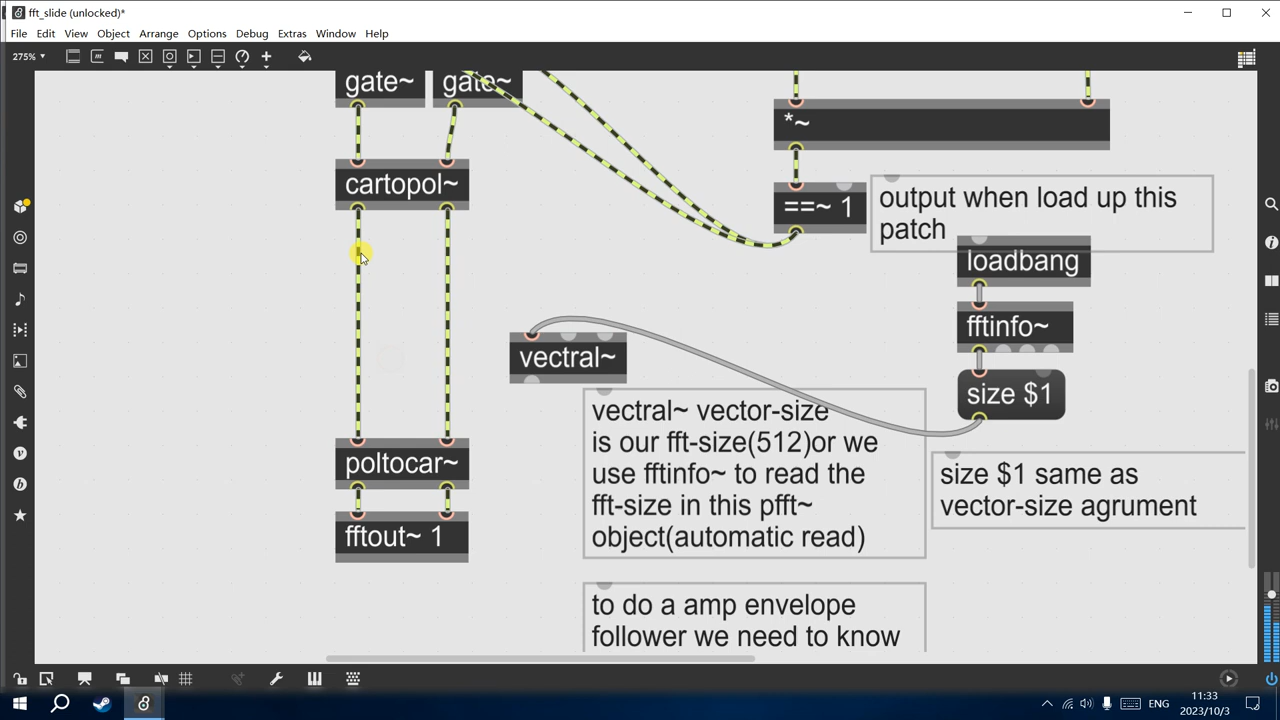 fft_slide (unlocked)*
File Edit View Object Arrange Options Debug Extras Window Help
275%
gate~ gate~
*~
cartopol~
==~ 1
output when load up this
patch
loadbang
fftinfo~
vectral~
size $1
vectral~ vector-size
is our fft-size(512)or we
use fftinfo~ to read the
fft-size in this pfft~
object(automatic read)
poltocar~
size $1 same as
vector-size agrument
fftout~ 1
to do a amp envelope
follower we need to know
ENG
11:33
2023/10/3